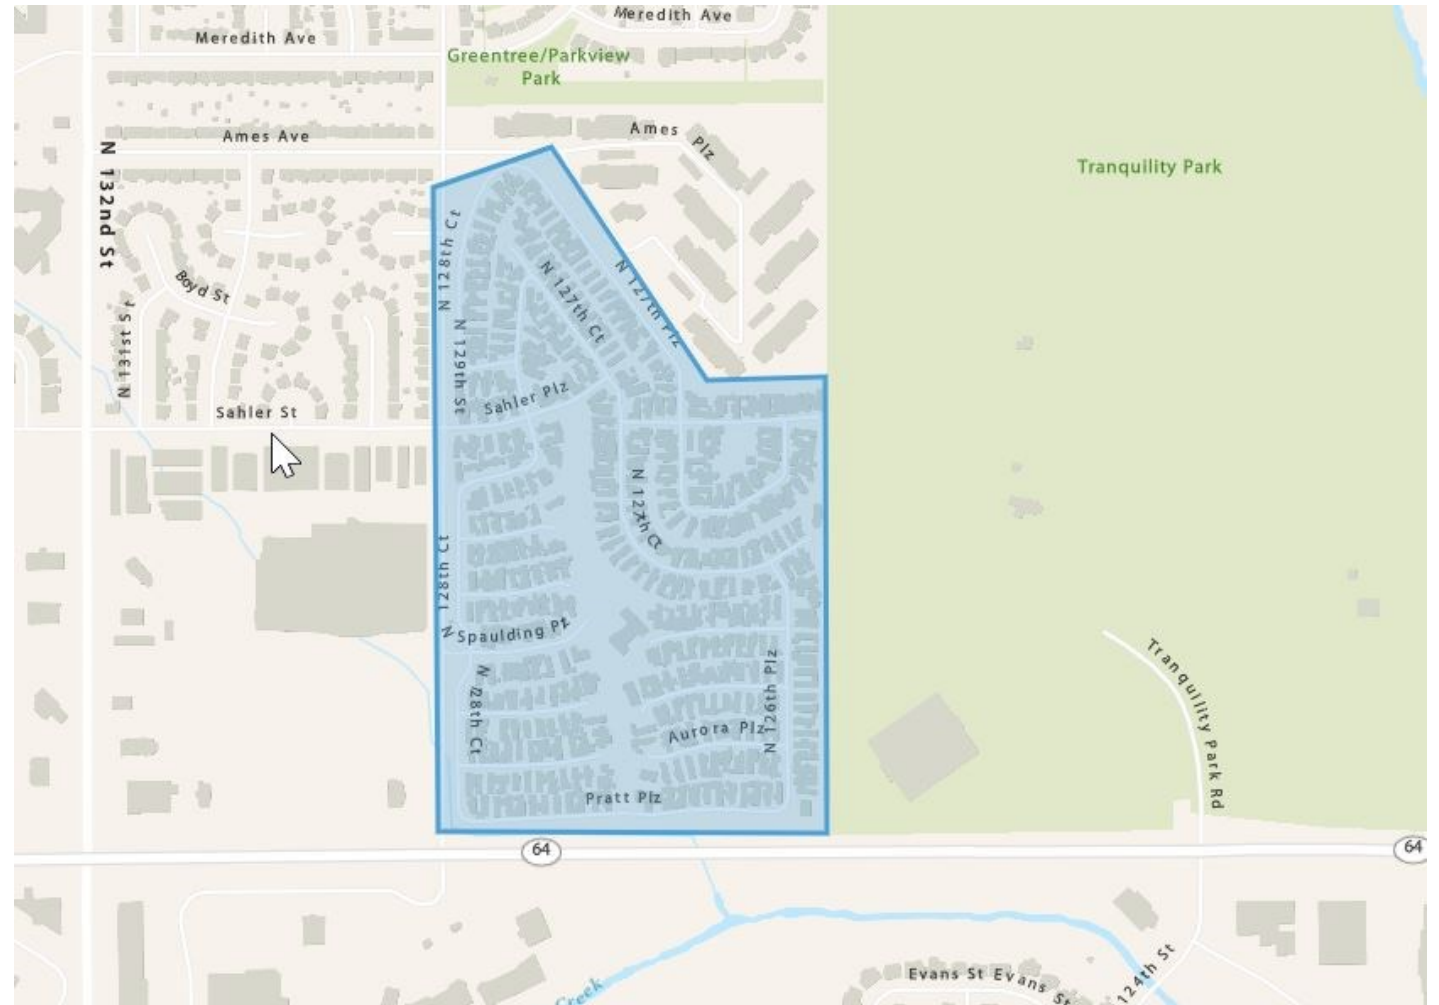 Meredith Ave
Meredith Ave
Greentree/Parkview
Park
Ames Ave
Ames Plz
N 132nd St
Tranquility Park
N 128th Ct
N 127th Ct
N 127th Plz
Boyd St
N 131st St
N 129th St
Sahler Plz
Sahler St
N 127th Ct
N 128th Ct
Spaulding Plz
N 128th Ct
N 126th Plz
Aurora Plz
Tranquility Park Rd
Pratt Plz
64
64
124th St
Evans St
Evans St
Creek